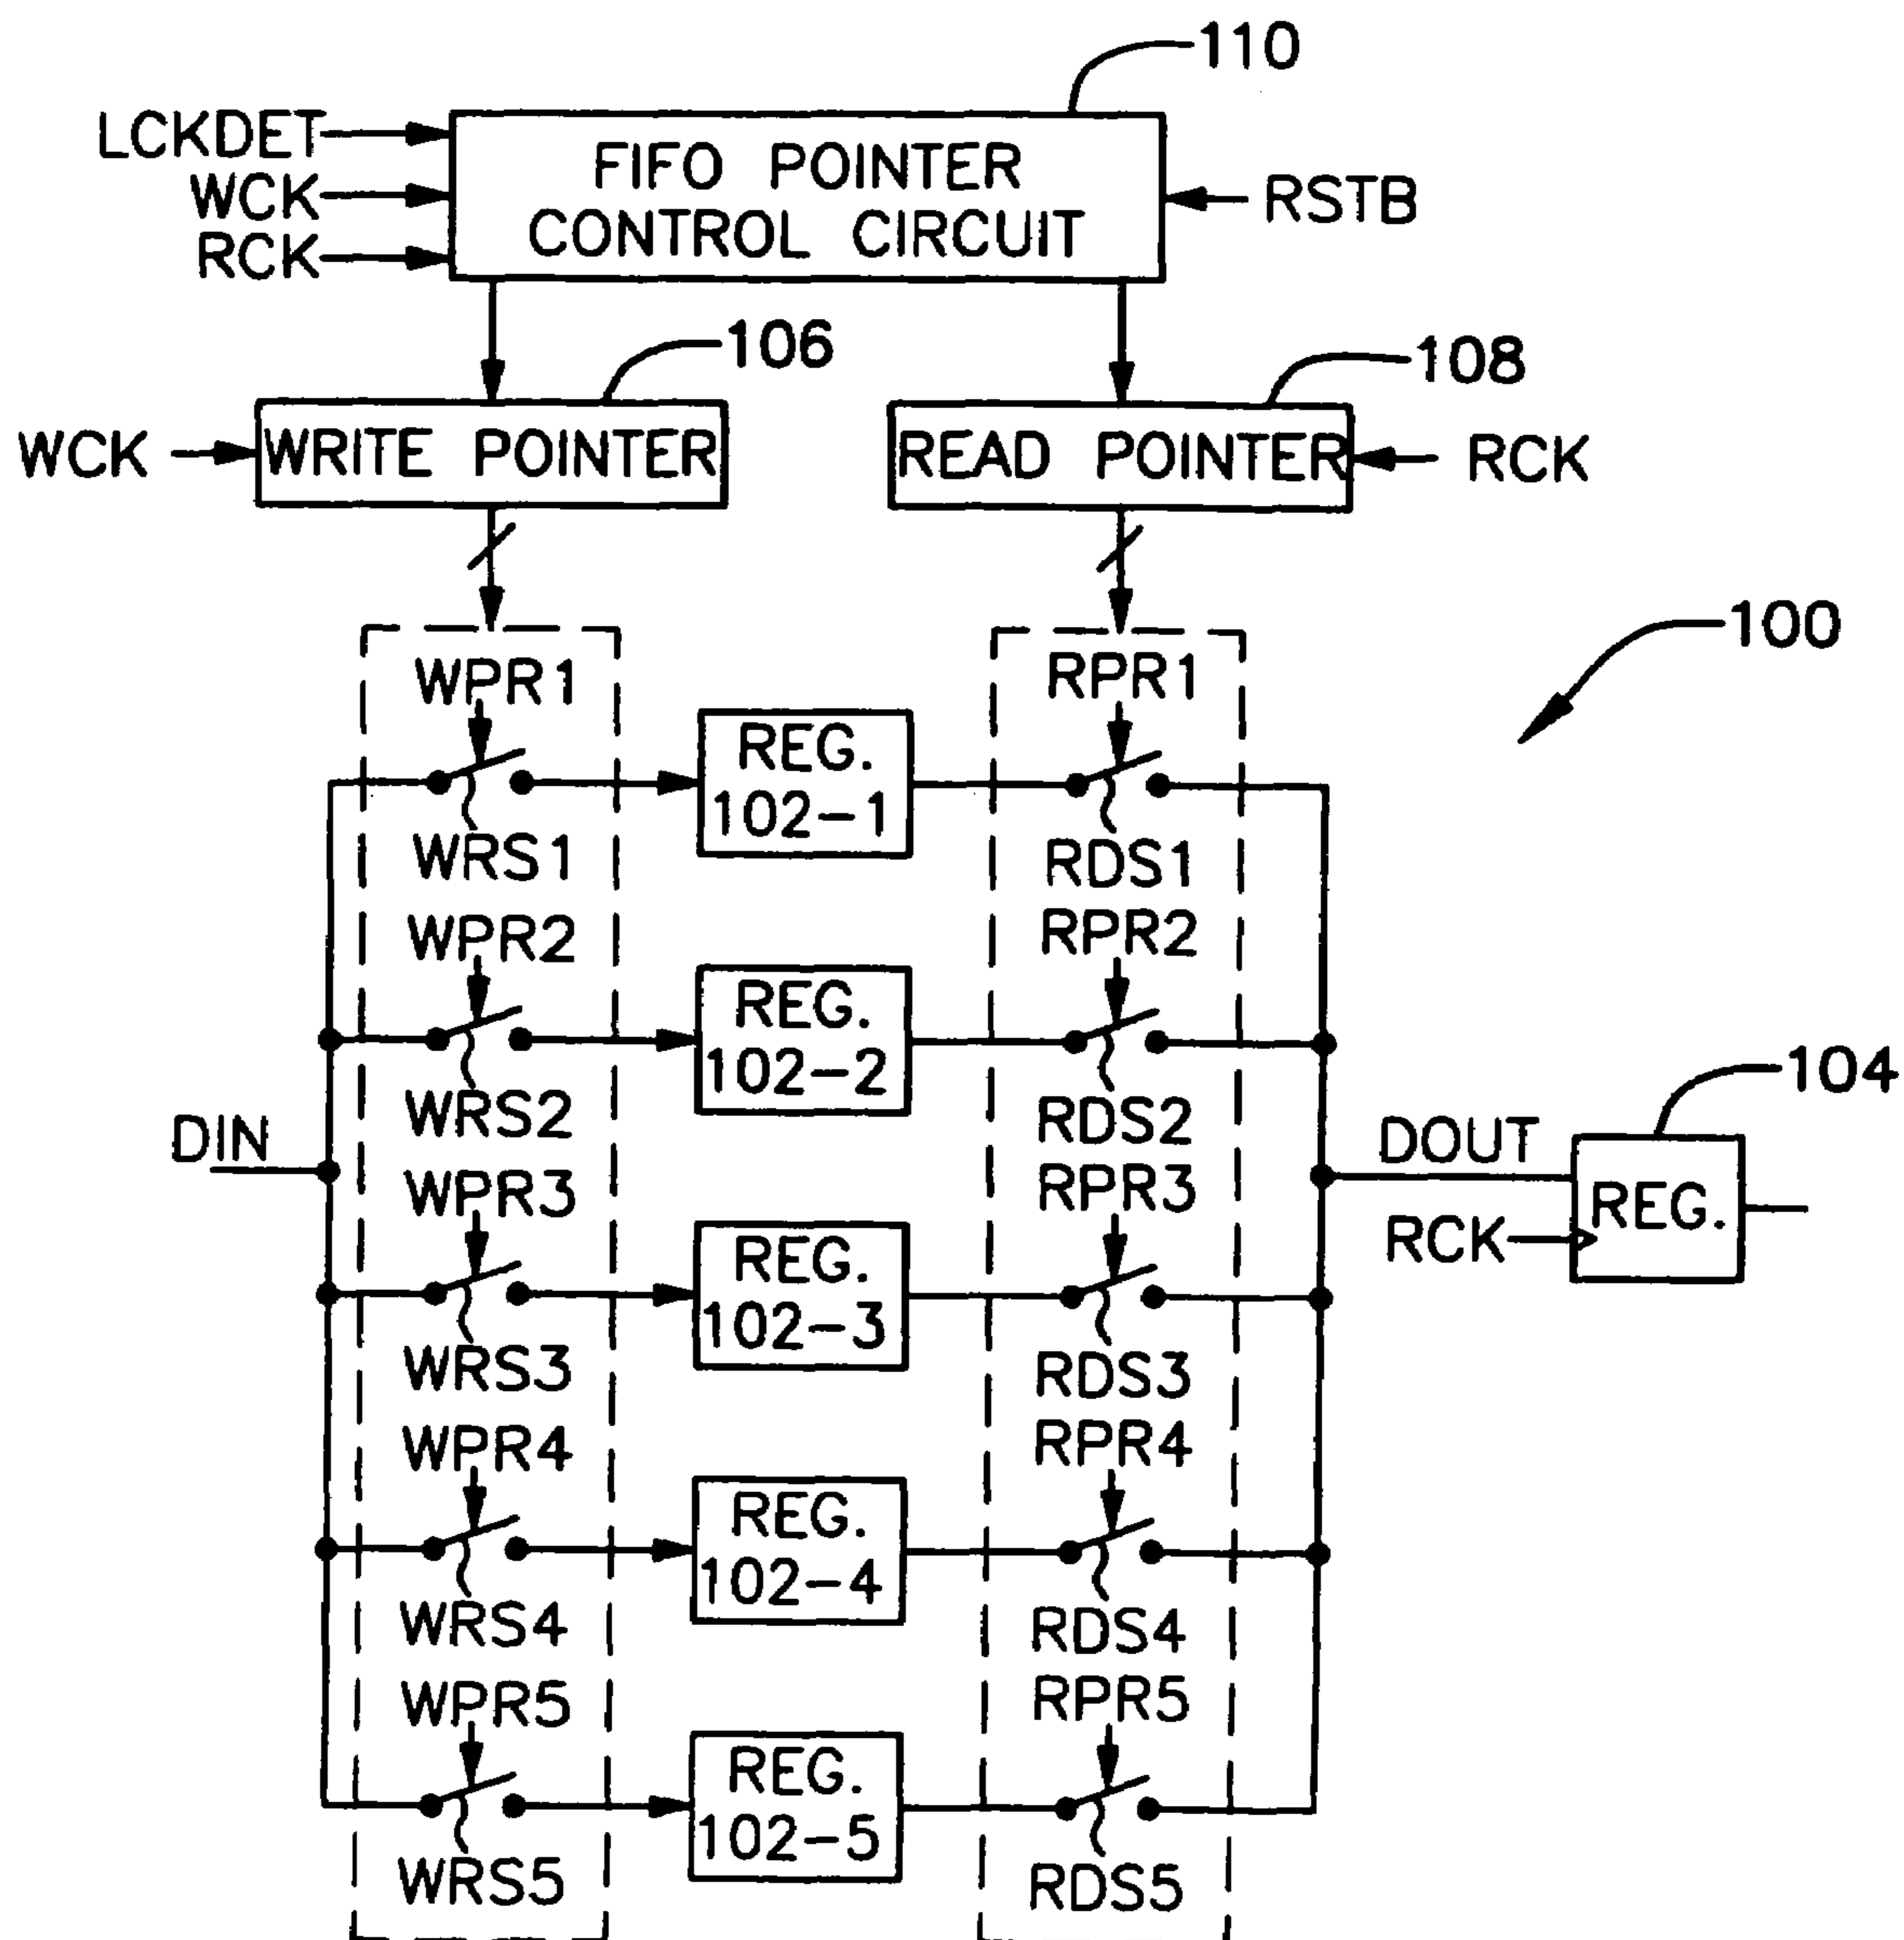 110
LCKDET
WCK
RCK
FIFO POINTER
CONTROL CIRCUIT
RSTB
106
108
WCK
WRITE POINTER
READ POINTER
RCK
100
WPR1
RPR1
REG.
102-1
WRS1
RDS1
WPR2
RPR2
REG.
102-2
WRS2
RDS2
104
DIN
DOUT
WPR3
RPR3
REG.
RCK
REG.
102-3
WRS3
RDS3
WPR4
RPR4
REG.
102-4
WRS4
RDS4
WPR5
RPR5
REG.
102-5
WRS5
RDS5